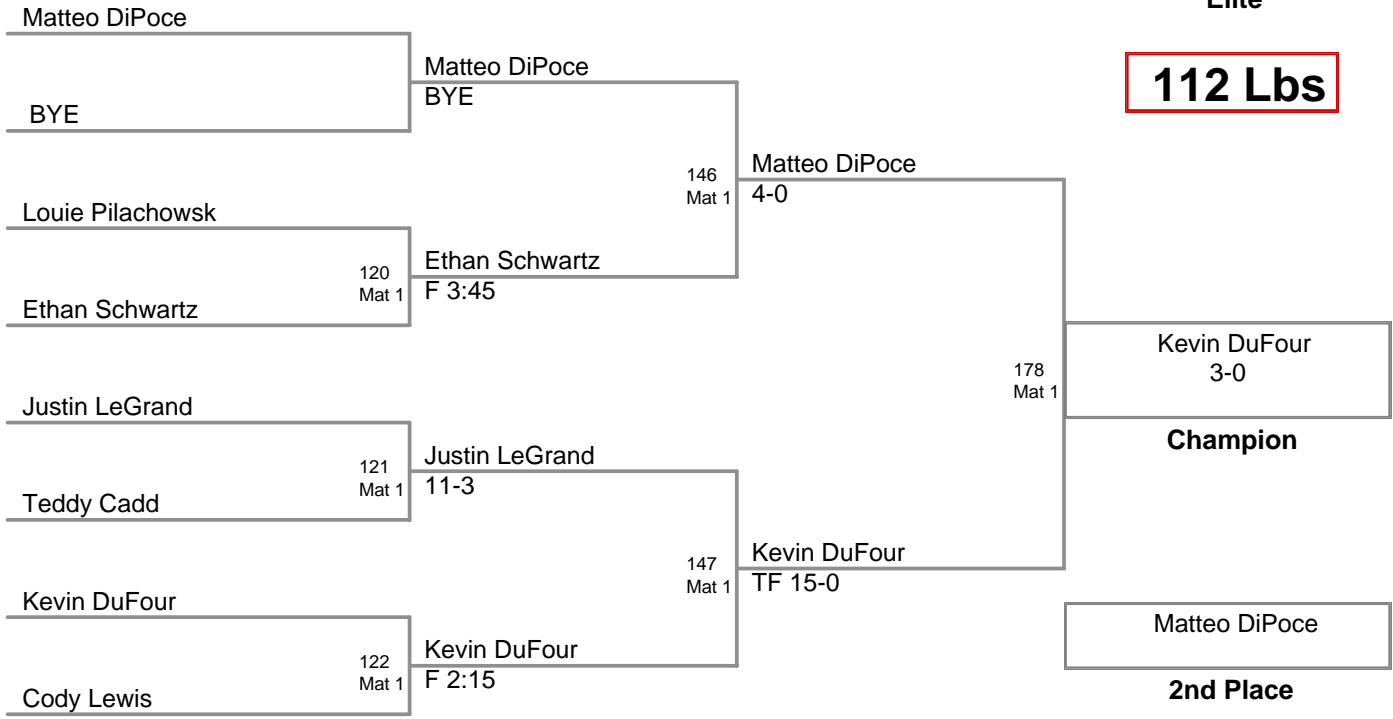 Elite
Matteo DiPoce
112 Lbs
Matteo DiPoce
BYE
BYE
Matteo DiPoce
146
Mat 1
4-0
Louie Pilachowsk
Ethan Schwartz
120
Mat 1
F 3:45
Ethan Schwartz
Kevin DuFour
3-0
178
Mat 1
Justin LeGrand
Champion
Justin LeGrand
121
Mat 1
11-3
Teddy Cadd
Kevin DuFour
147
Mat 1
TF 15-0
Kevin DuFour
Matteo DiPoce
Kevin DuFour
122
Mat 1
F 2:15
Cody Lewis
2nd Place